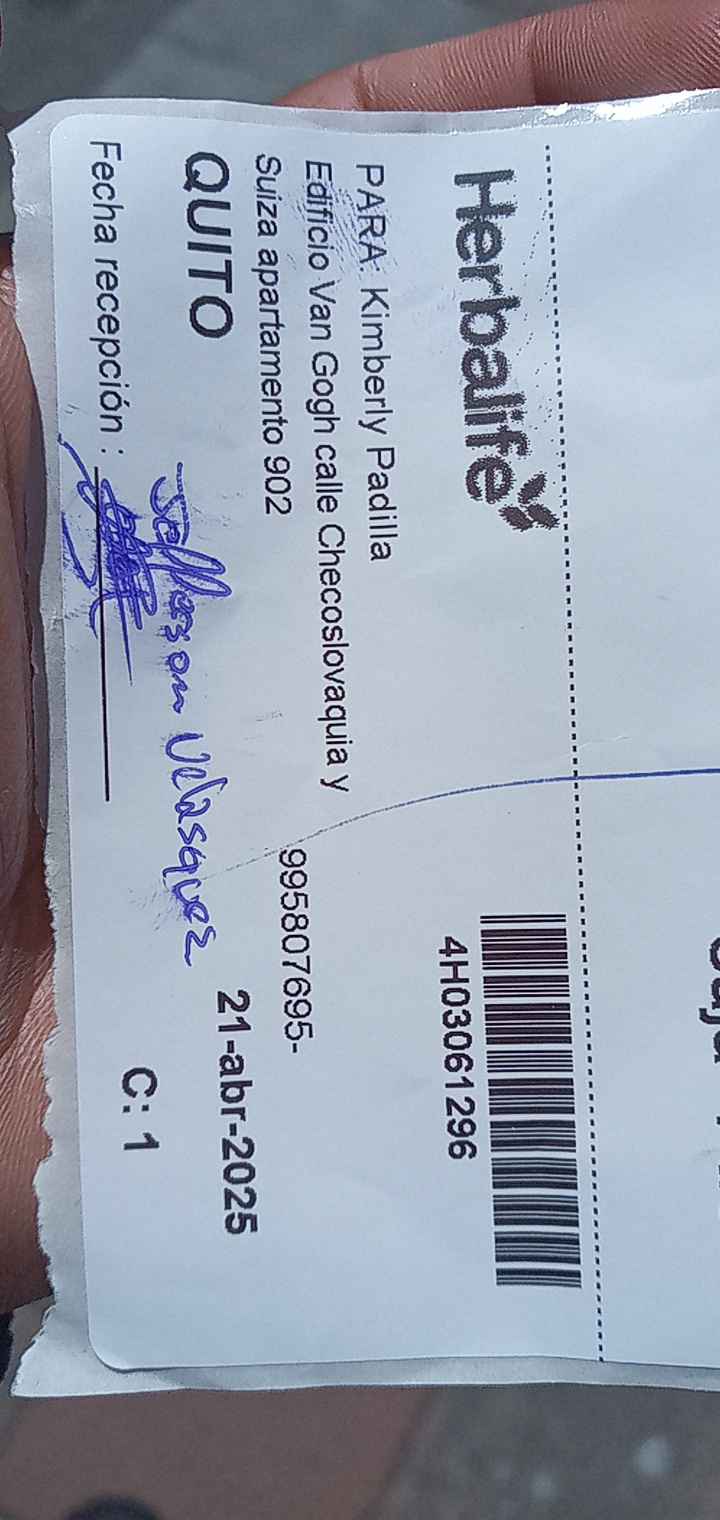 Herbalife
4H03061296
PARA: Kimberly Padilla
Edificio Van Gogh calle Checoslovaquia y
Suiza apartamento 902
995807695-
QUITO
21-abr-2025
Jefferson Velasquez
Fecha recepción :
C: 1